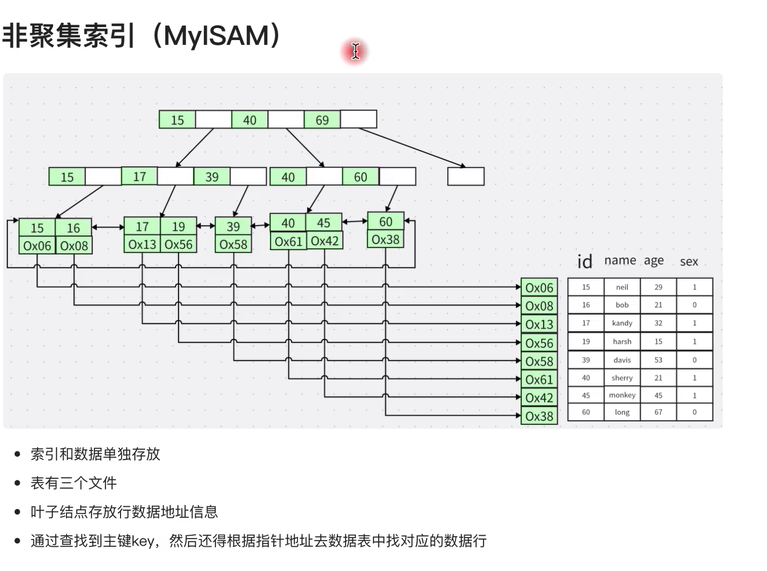 非聚集索引（MyISAM）
15 40 69
15 17 39 40 60
15 16 17 19 39 40 45 60
Ox06 Ox08 Ox13 Ox56 Ox58 Ox61 Ox42 Ox38
id name age sex
Ox06 15 neil 29 1
Ox08 16 bob 21 0
Ox13 17 kandy 32 1
Ox56 19 harsh 15 1
Ox58 39 davis 53 0
Ox61 40 sherry 21 1
Ox42 45 monkey 45 1
Ox38 60 long 67 0
• 索引和数据单独存放
• 表有三个文件
• 叶子结点存放行数据地址信息
• 通过查找到主键key，然后还得根据指针地址去数据表中找对应的数据行